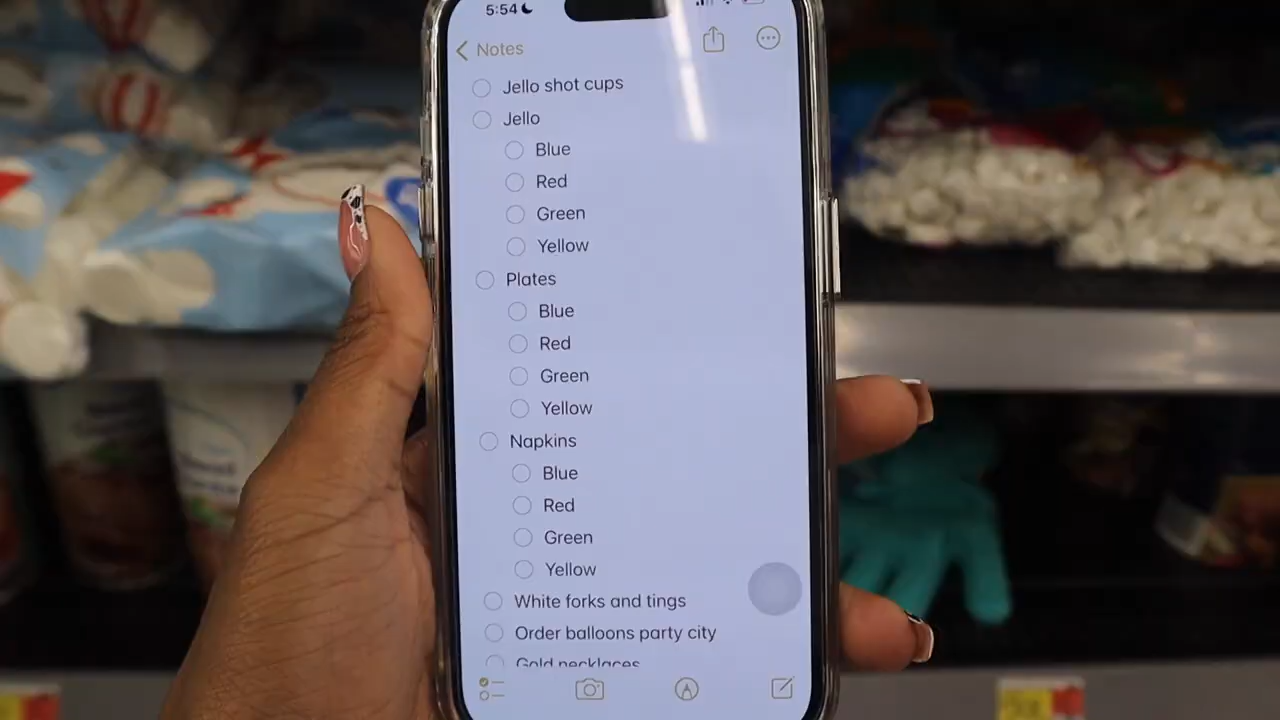 5:54
Notes
Jello shot cups
Jello
Blue
Red
Green
Yellow
Plates
Blue
Red
Green
Yellow
Napkins
Blue
Red
Green
Yellow
White forks and tings
Order balloons party city
Gold necklaces